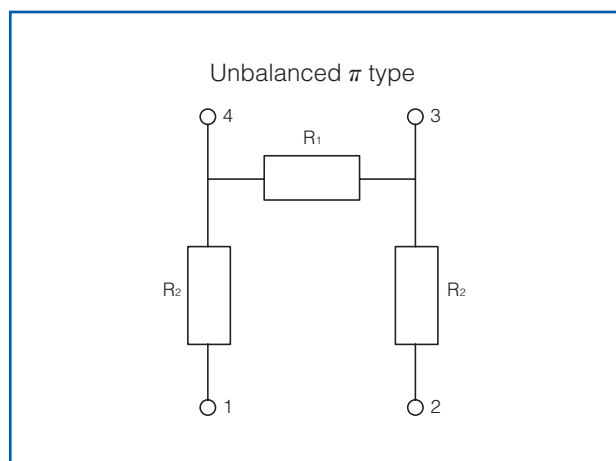 Unbalanced π type
4
3
R₁
R₂
R₂
1
2